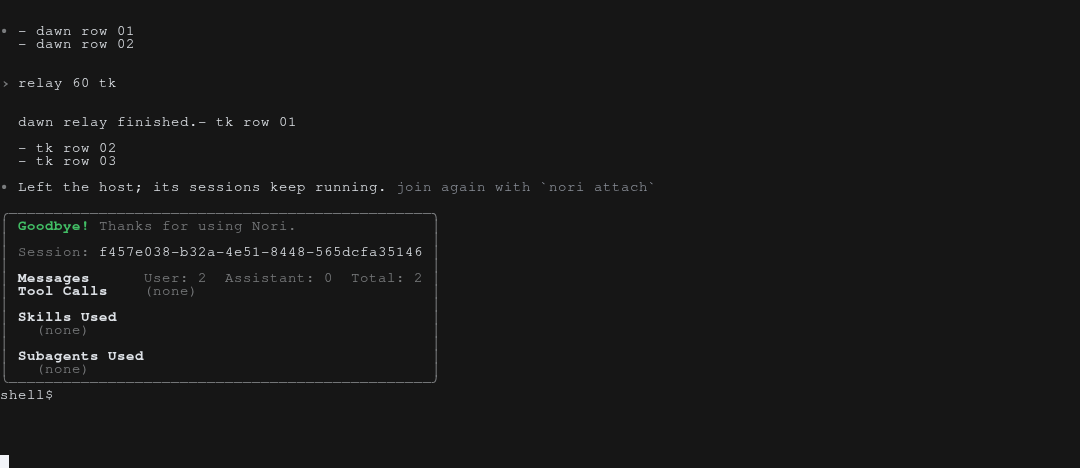 • - dawn row 01
- dawn row 02
› relay 60 tk
dawn relay finished.- tk row 01
- tk row 02
- tk row 03
• Left the host; its sessions keep running. join again with `nori attach`
Goodbye! Thanks for using Nori.
Session: f457e038-b32a-4e51-8448-565dcfa35146
Messages User: 2 Assistant: 0 Total: 2
Tool Calls (none)
Skills Used
(none)
Subagents Used
(none)
shell$